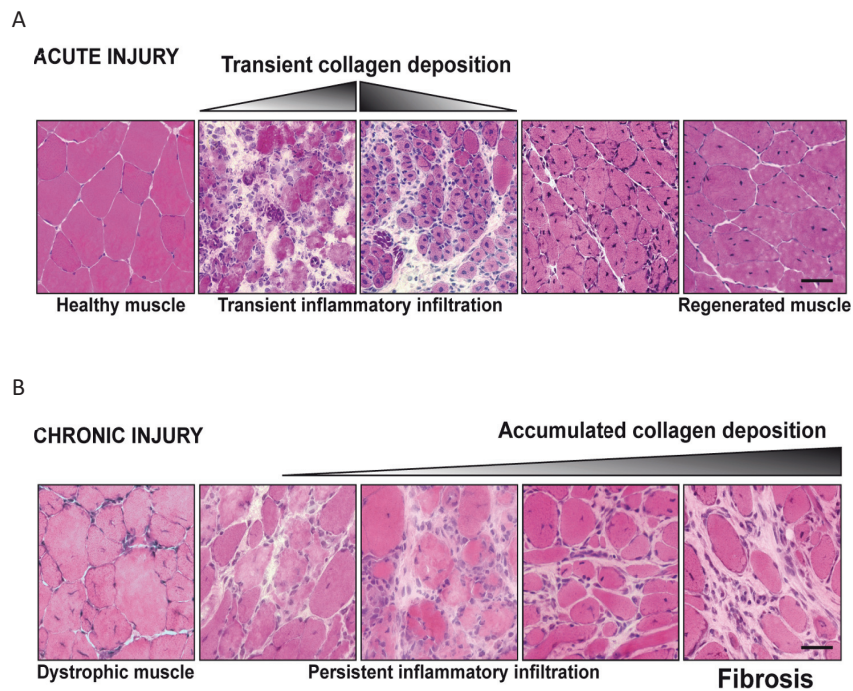 A
ACUTE INJURY
Transient collagen deposition
Healthy muscle
Transient inflammatory infiltration
Regenerated muscle
B
CHRONIC INJURY
Accumulated collagen deposition
Dystrophic muscle
Persistent inflammatory infiltration
Fibrosis